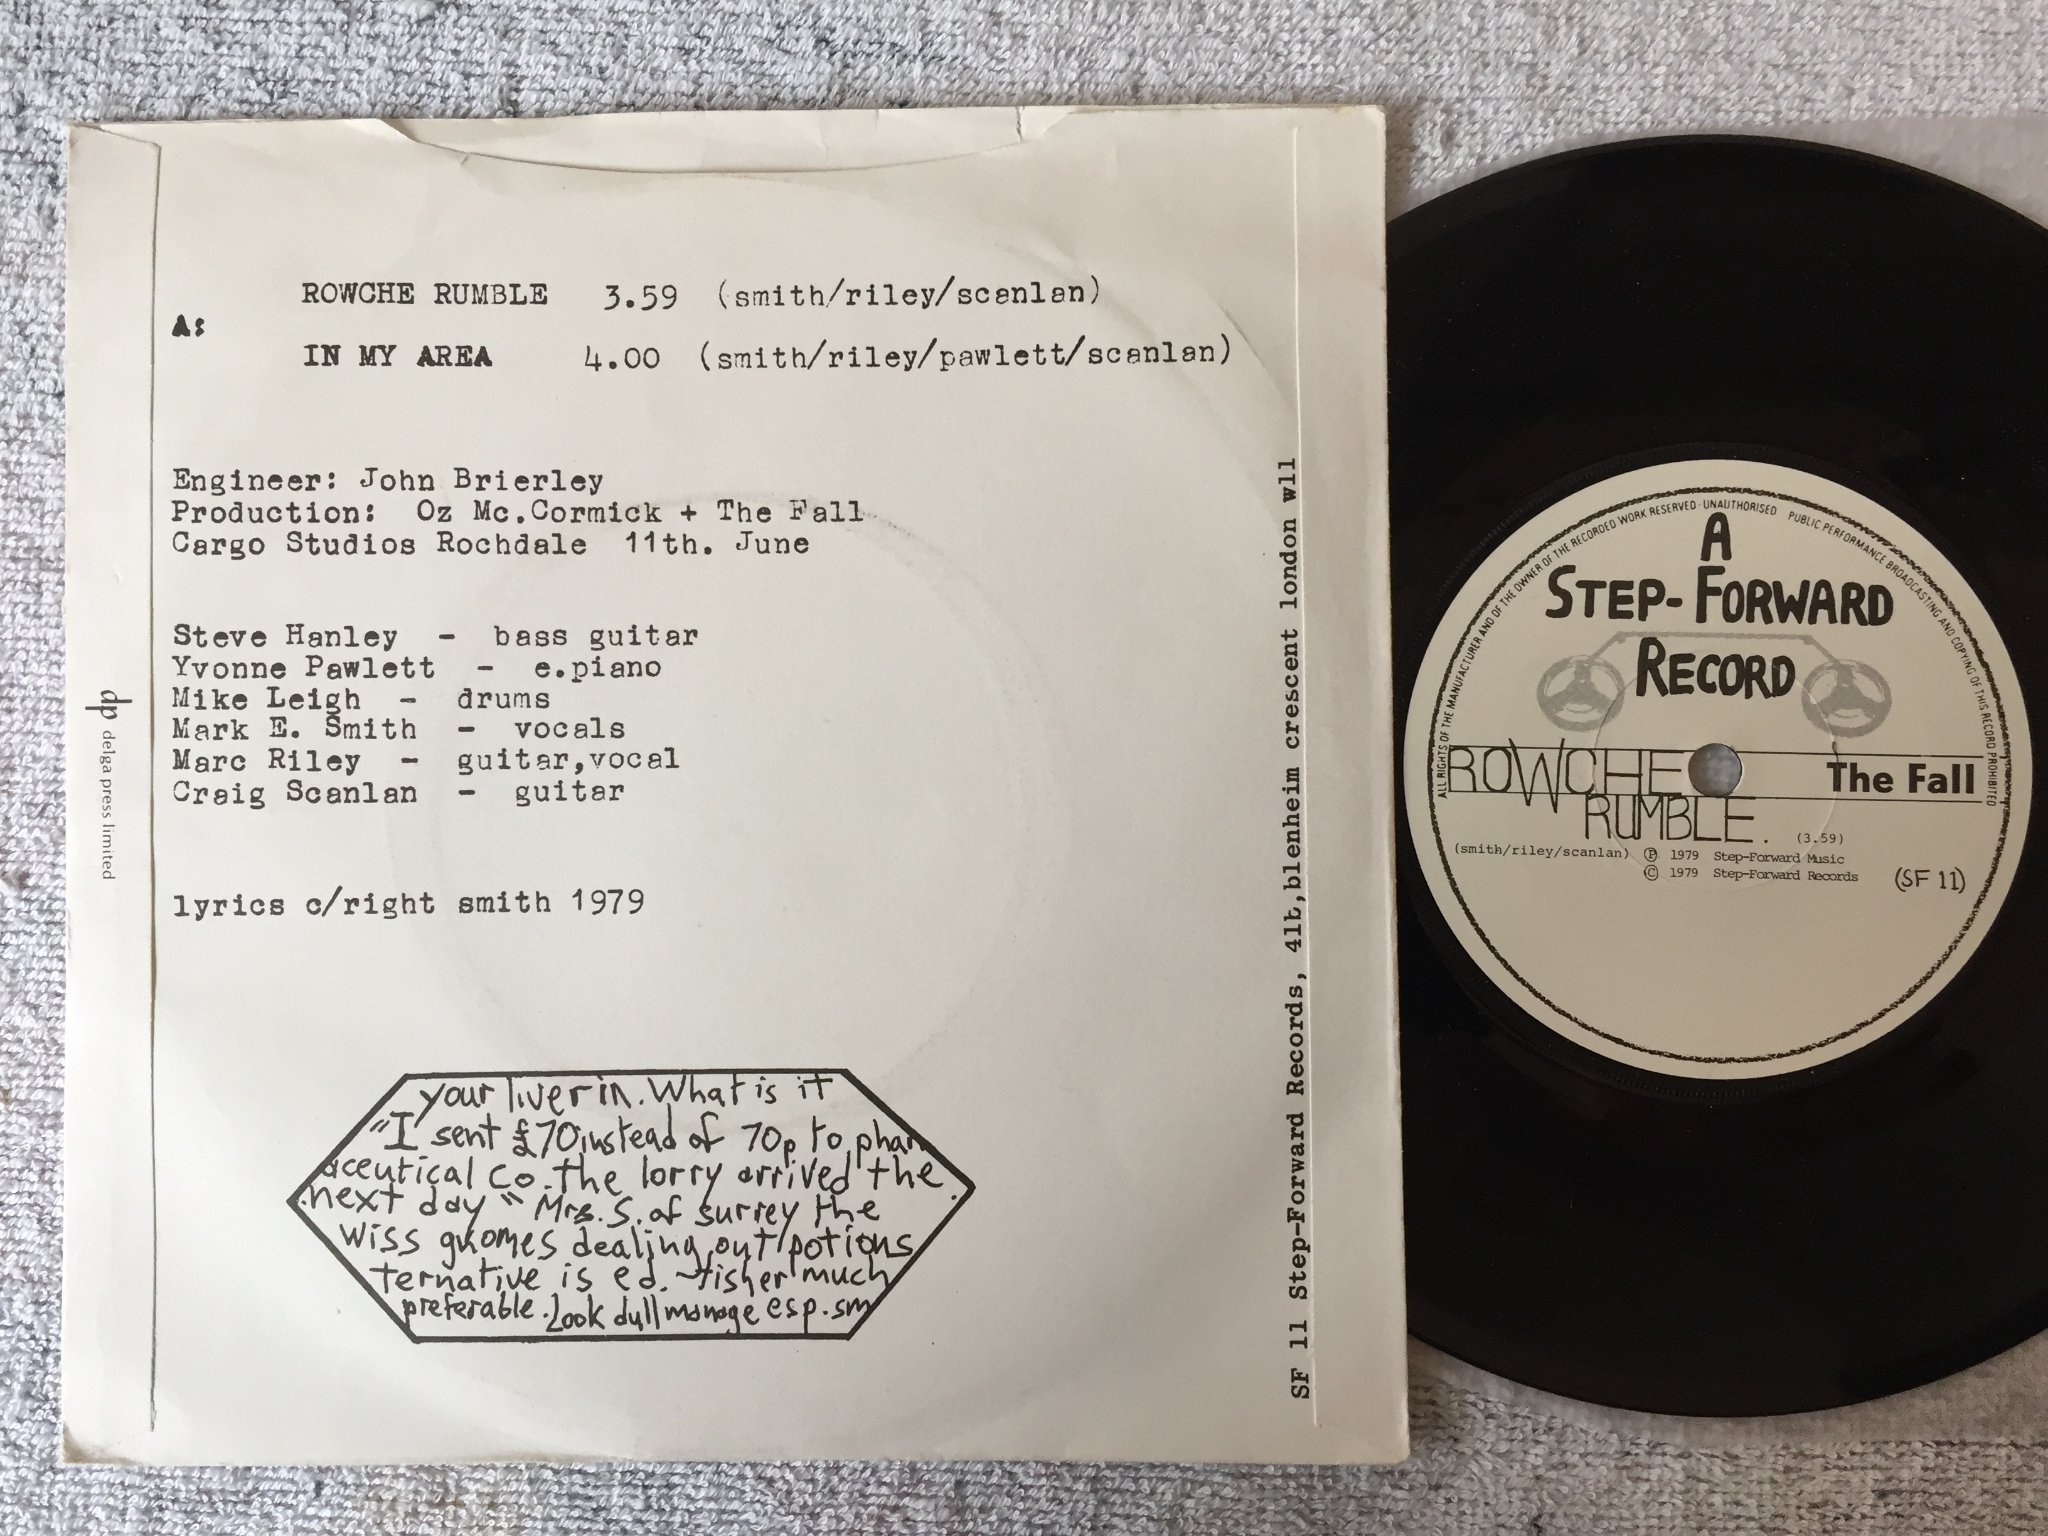 ROWCHE RUMBLE 3.59 (smith/riley/scanlan)
A:
IN MY AREA 4.00 (smith/riley/pawlett/scanlan)
Engineer: John Brierley
Production: Oz Mc.Cormick + The Fall
Cargo Studios Rochdale 11th. June
Steve Hanley - bass guitar
Yvonne Pawlett - e.piano
Mike Leigh - drums
Mark E. Smith - vocals
Marc Riley - guitar,vocal
Craig Scanlan - guitar
lyrics c/right smith 1979
your liver in. What is it
"I sent £70 instead of 70p to phar
aceutical co. the lorry arrived the
next day" Mrs. S. of surrey the
wiss gnomes dealing out potions
ternative is ed. fisher much
preferable. Look dull manage esp. sm
dp delga press limited
SF 11 Step-Forward Records, 41b,blenheim crescent london w11
ALL RIGHTS OF THE MANUFACTURER AND OF THE OWNER OF THE RECORDED WORK RESERVED · UNAUTHORISED PUBLIC PERFORMANCE BROADCASTING AND COPYING OF THIS RECORD PROHIBITED
A
STEP-FORWARD
RECORD
ROWCHE The Fall
RUMBLE. (3.59)
(smith/riley/scanlan) Ⓟ 1979 Step-Forward Music
© 1979 Step-Forward Records (SF 11)